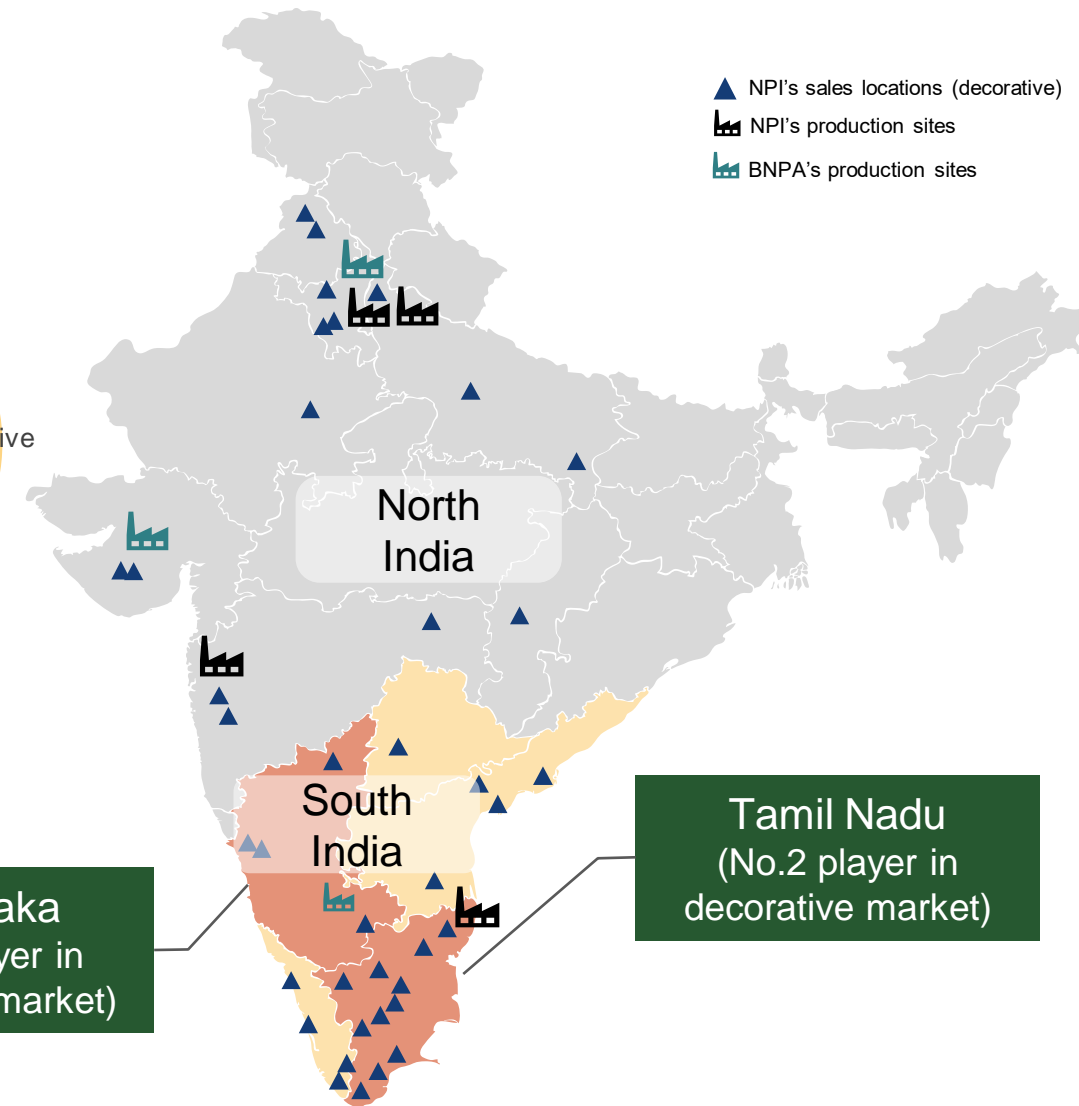 NPI’s sales locations (decorative)
NPI’s production sites
BNPA’s production sites
ive
North
India
South
India
Tamil Nadu
(No.2 player in
decorative market)
aka
yer in
market)